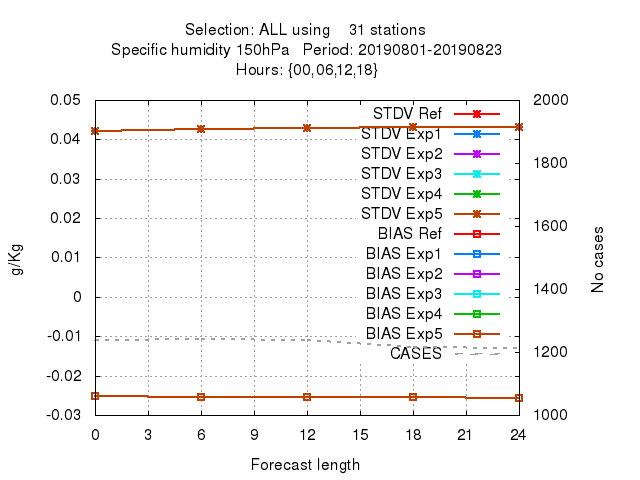 Selection: ALL using    31 stations
Specific humidity 150hPa   Period: 20190801-20190823
Hours: {00,06,12,18}
0.05
0.04
0.03
0.02
0.01
0
-0.01
-0.02
-0.03
g/Kg
2000
1800
1600
1400
1200
1000
No cases
STDV Ref
STDV Exp1
STDV Exp2
STDV Exp3
STDV Exp4
STDV Exp5
BIAS Ref
BIAS Exp1
BIAS Exp2
BIAS Exp3
BIAS Exp4
BIAS Exp5
CASES
0 3 6 9 12 15 18 21 24
Forecast length